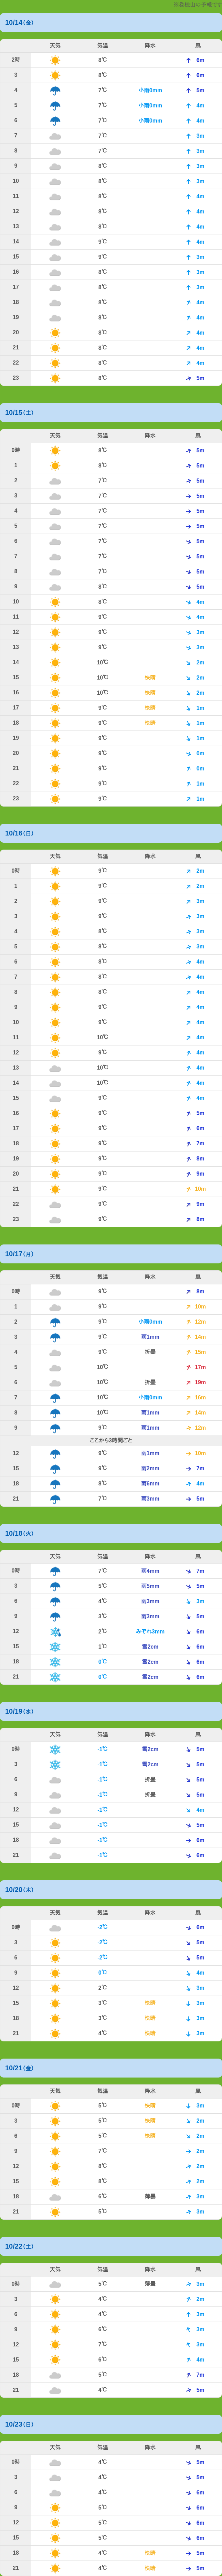 10/14(金)
天気 気温 降水 風
2時 8℃ 6m
3 8℃ 6m
4 7℃ 小雨0mm 5m
5 7℃ 小雨0mm 4m
6 7℃ 小雨0mm 4m
7 7℃ 3m
8 7℃ 3m
9 8℃ 3m
10 8℃ 3m
11 8℃ 4m
12 8℃ 4m
13 8℃ 4m
14 9℃ 4m
15 9℃ 3m
16 8℃ 3m
17 8℃ 3m
18 8℃ 4m
19 8℃ 4m
20 8℃ 4m
21 8℃ 4m
22 8℃ 4m
23 8℃ 5m
10/15(土)
天気 気温 降水 風
0時 8℃ 5m
1 8℃ 5m
2 7℃ 5m
3 7℃ 5m
4 7℃ 5m
5 7℃ 5m
6 7℃ 5m
7 7℃ 5m
8 7℃ 5m
9 8℃ 5m
10 8℃ 4m
11 9℃ 4m
12 9℃ 3m
13 9℃ 3m
14 10℃ 2m
15 10℃ 快晴 2m
16 10℃ 快晴 2m
17 9℃ 快晴 1m
18 9℃ 快晴 1m
19 9℃ 1m
20 9℃ 0m
21 9℃ 0m
22 9℃ 1m
23 9℃ 1m
10/16(日)
天気 気温 降水 風
0時 9℃ 2m
1 9℃ 2m
2 9℃ 3m
3 9℃ 3m
4 8℃ 3m
5 8℃ 3m
6 8℃ 4m
7 8℃ 4m
8 8℃ 4m
9 9℃ 4m
10 9℃ 4m
11 10℃ 4m
12 9℃ 4m
13 10℃ 4m
14 10℃ 4m
15 9℃ 4m
16 9℃ 5m
17 9℃ 6m
18 9℃ 7m
19 9℃ 8m
20 9℃ 9m
21 9℃ 10m
22 9℃ 9m
23 9℃ 8m
10/17(月)
天気 気温 降水 風
0時 9℃ 8m
1 9℃ 10m
2 9℃ 小雨0mm 12m
3 9℃ 雨1mm 14m
4 9℃ 折曇 15m
5 10℃ 17m
6 10℃ 折曇 19m
7 10℃ 小雨0mm 16m
8 10℃ 雨1mm 14m
9 9℃ 雨1mm 12m
ここから3時間ごと
12 9℃ 雨1mm 10m
15 9℃ 雨2mm 7m
18 8℃ 雨6mm 4m
21 7℃ 雨3mm 5m
10/18(火)
天気 気温 降水 風
0時 7℃ 雨4mm 7m
3 5℃ 雨5mm 5m
6 4℃ 雨3mm 3m
9 3℃ 雨3mm 5m
12 2℃ みぞれ3mm 6m
15 1℃ 雪2cm 6m
18 0℃ 雪2cm 6m
21 0℃ 雪2cm 6m
10/19(水)
天気 気温 降水 風
0時 -1℃ 雪2cm 5m
3 -1℃ 雪2cm 5m
6 -1℃ 折曇 5m
9 -1℃ 折曇 5m
12 -1℃ 4m
15 -1℃ 5m
18 -1℃ 6m
21 -1℃ 6m
10/20(木)
天気 気温 降水 風
0時 -2℃ 6m
3 -2℃ 5m
6 -2℃ 5m
9 0℃ 4m
12 2℃ 3m
15 3℃ 快晴 3m
18 3℃ 快晴 3m
21 4℃ 快晴 3m
10/21(金)
天気 気温 降水 風
0時 5℃ 快晴 3m
3 5℃ 快晴 2m
6 5℃ 快晴 2m
9 7℃ 2m
12 8℃ 2m
15 8℃ 2m
18 6℃ 薄曇 3m
21 5℃ 3m
10/22(土)
天気 気温 降水 風
0時 5℃ 薄曇 3m
3 4℃ 2m
6 4℃ 3m
9 6℃ 3m
12 7℃ 3m
15 6℃ 4m
18 5℃ 7m
21 4℃ 5m
10/23(日)
天気 気温 降水 風
0時 4℃ 5m
3 4℃ 5m
6 4℃ 6m
9 5℃ 6m
12 5℃ 6m
15 5℃ 6m
18 4℃ 快晴 5m
21 4℃ 快晴 5m